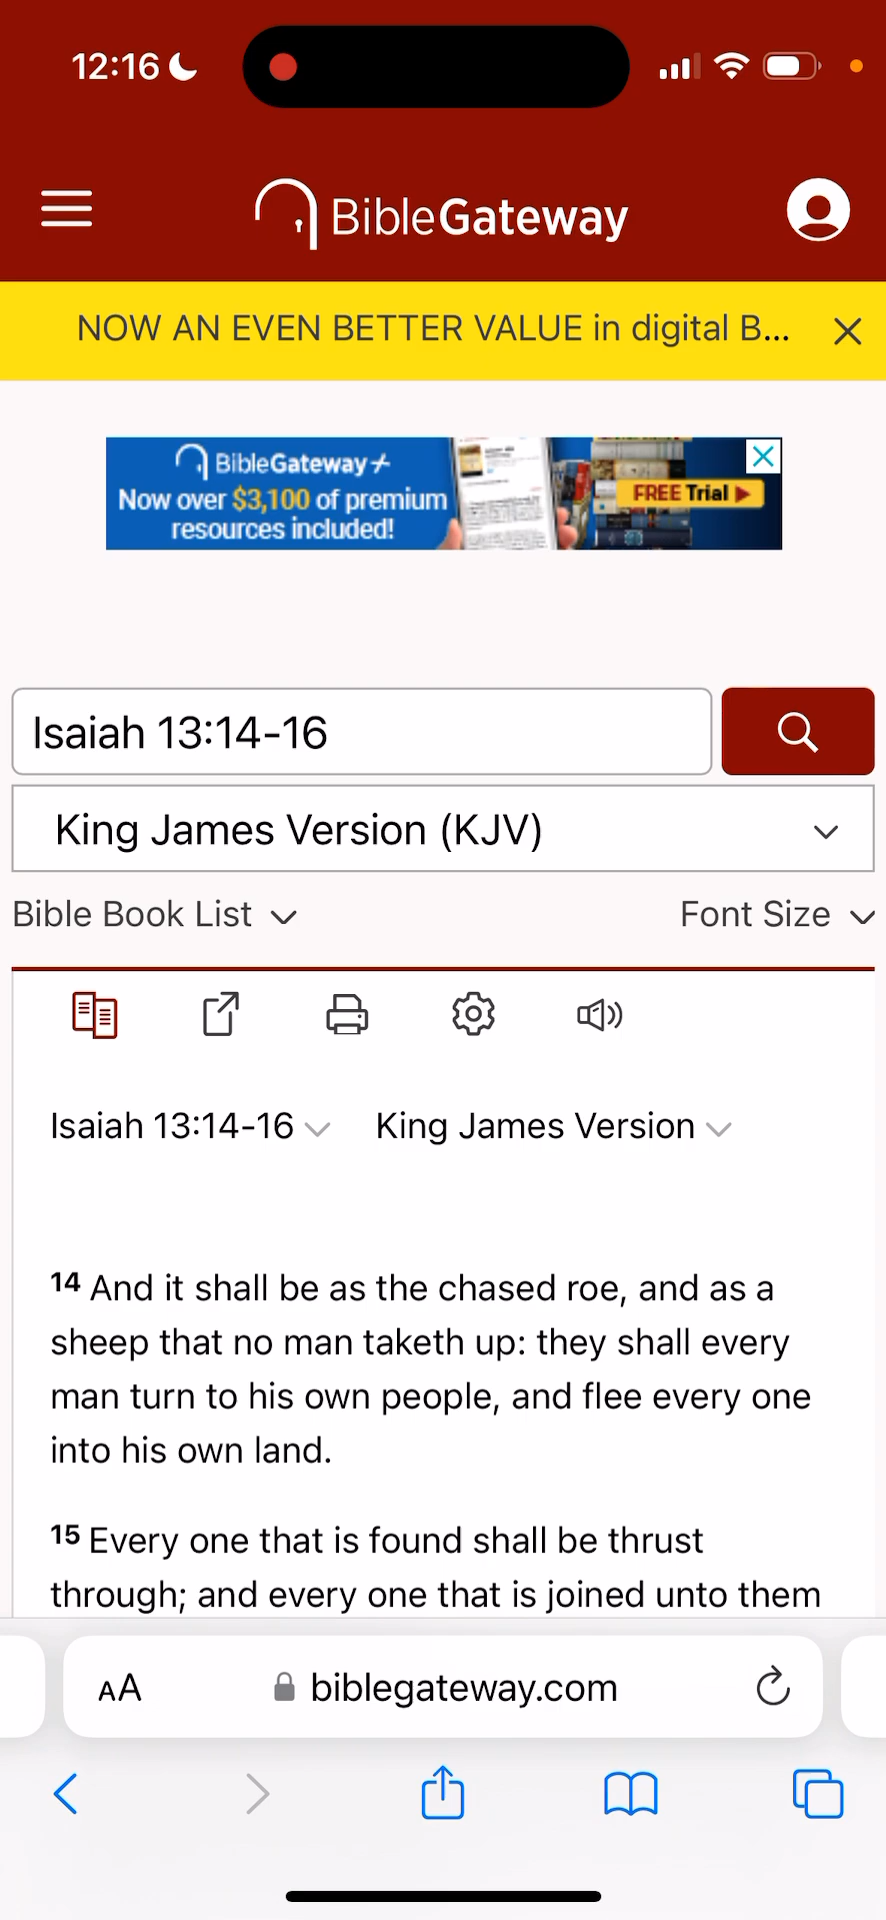 12:16
BibleGateway
NOW AN EVEN BETTER VALUE in digital B...
BibleGateway+
Now over $3,100 of premium
resources included!
FREE Trial
Isaiah 13:14-16
King James Version (KJV)
Bible Book List
Font Size
Isaiah 13:14-16
King James Version
14 And it shall be as the chased roe, and as a
sheep that no man taketh up: they shall every
man turn to his own people, and flee every one
into his own land.
15 Every one that is found shall be thrust
through; and every one that is joined unto them
AA
biblegateway.com